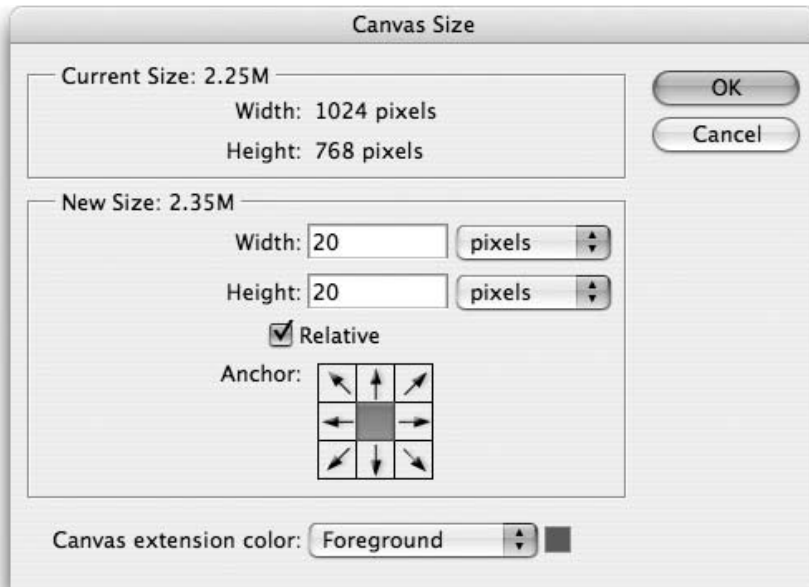 Canvas Size
Current Size: 2.25M
Width: 1024 pixels
Height: 768 pixels
OK
Cancel
New Size: 2.35M
Width: 20 pixels
Height: 20 pixels
Relative
Anchor:
Canvas extension color: Foreground